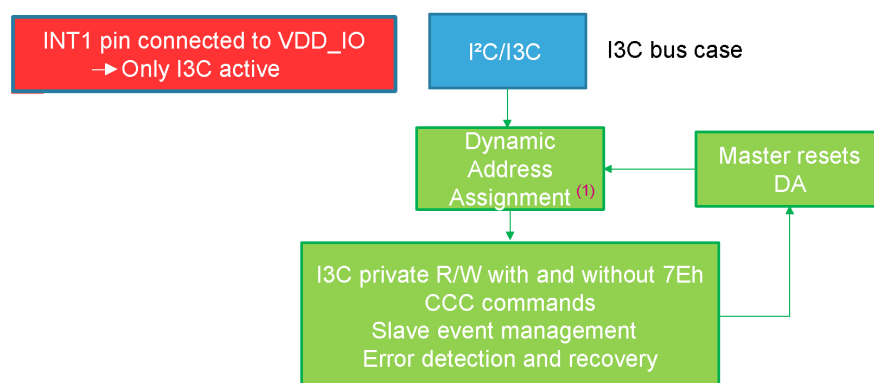 INT1 pin connected to VDD_IO
→Only I3C active
I²C/I3C
I3C bus case
Dynamic
Address
Assignment (1)
Master resets
DA
I3C private R/W with and without 7Eh
CCC commands
Slave event management
Error detection and recovery